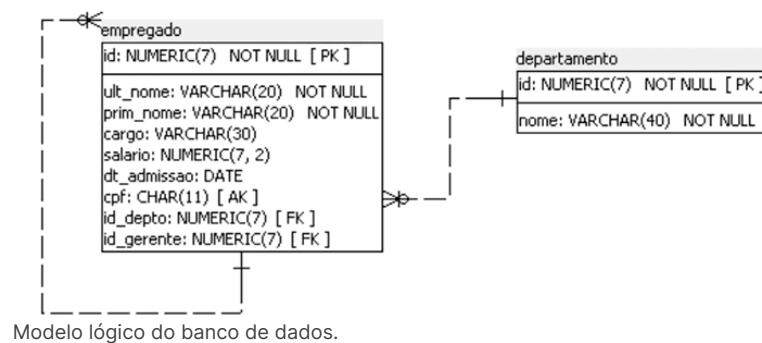 empregado
id: NUMERIC(7) NOT NULL [ PK ]
ult_nome: VARCHAR(20) NOT NULL
prim_nome: VARCHAR(20) NOT NULL
cargo: VARCHAR(30)
salario: NUMERIC(7, 2)
dt_admissao: DATE
cpf: CHAR(11) [ AK ]
id_depto: NUMERIC(7) [ FK ]
id_gerente: NUMERIC(7) [ FK ]
departamento
id: NUMERIC(7) NOT NULL [ PK ]
nome: VARCHAR(40) NOT NULL
Modelo lógico do banco de dados.